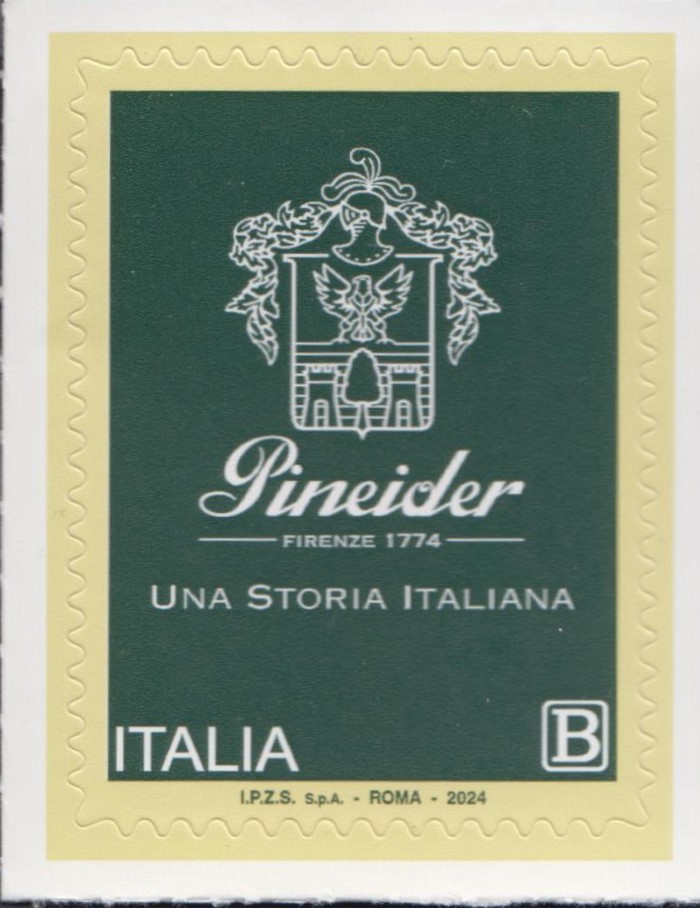 Pineider
FIRENZE 1774
UNA STORIA ITALIANA
ITALIA
B
I.P.Z.S. S.p.A. - ROMA - 2024